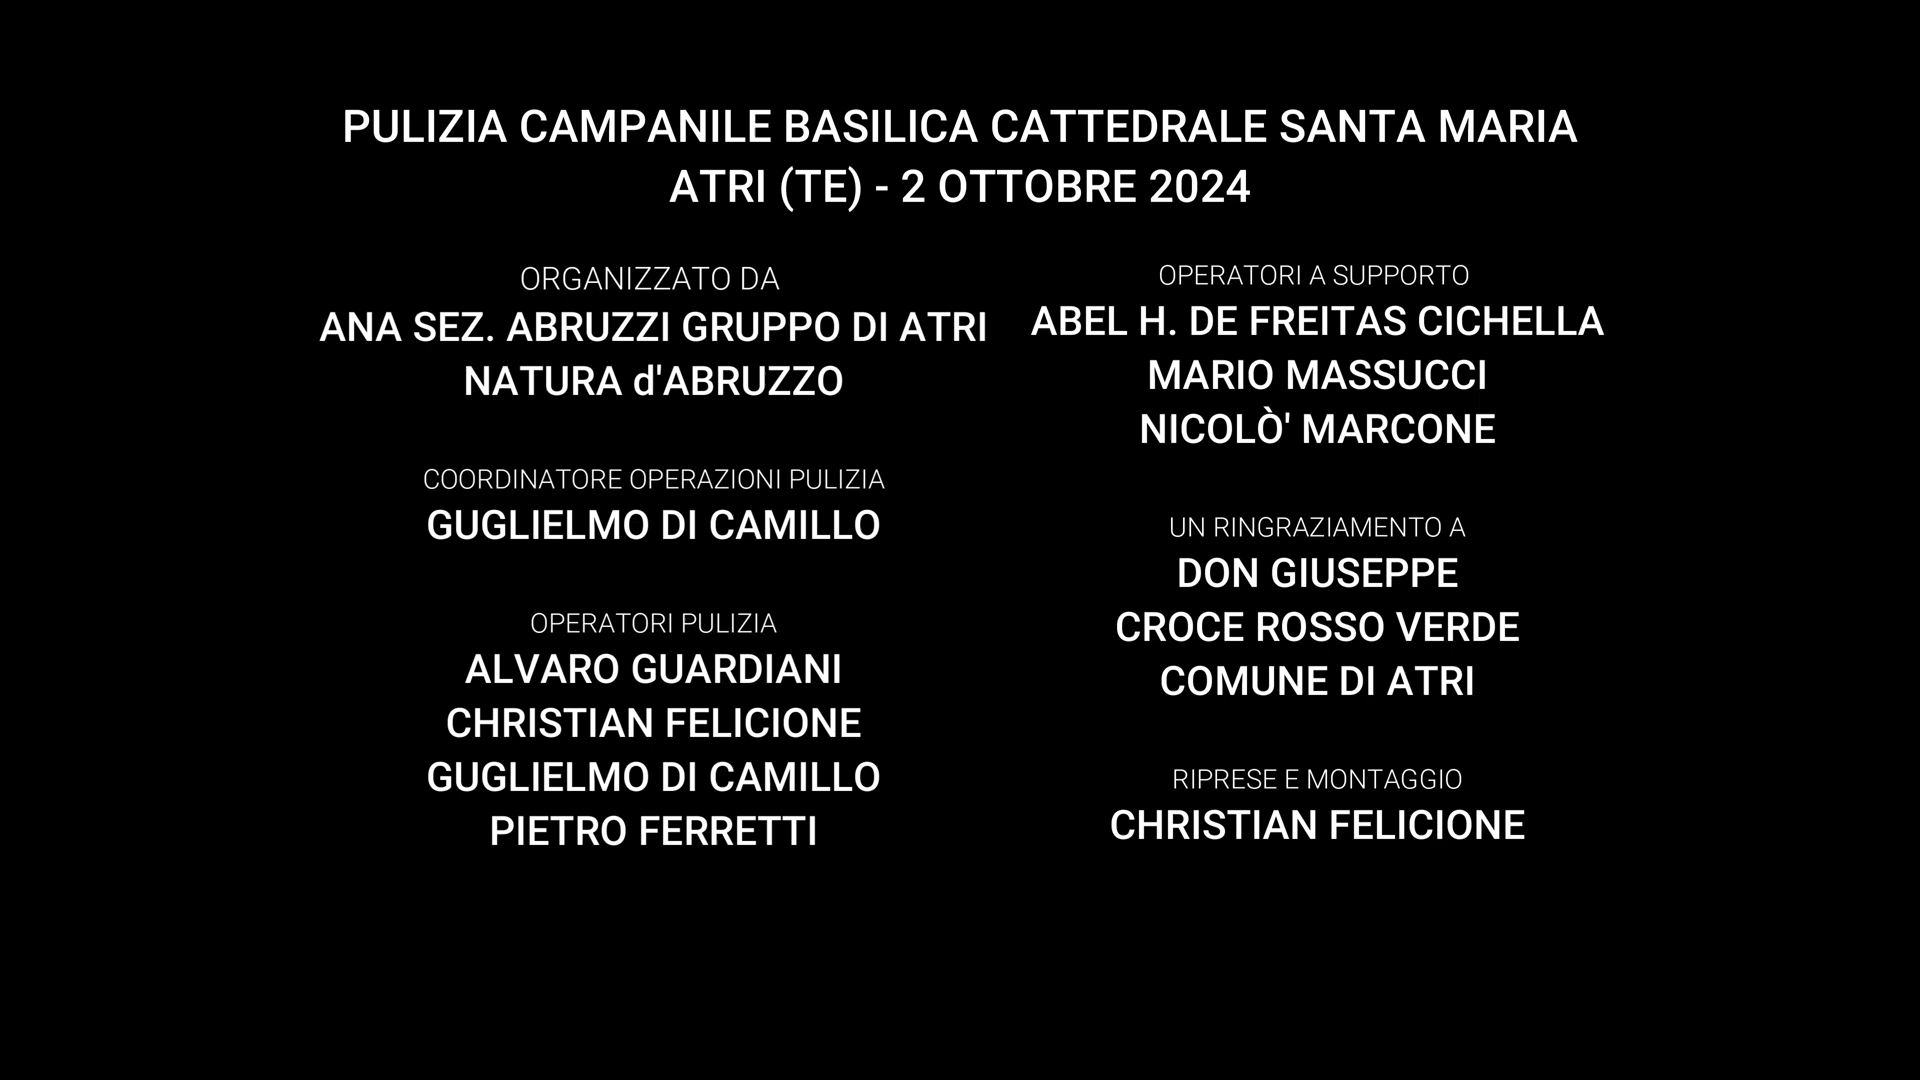 PULIZIA CAMPANILE BASILICA CATTEDRALE SANTA MARIA
ATRI (TE) - 2 OTTOBRE 2024
ORGANIZZATO DA
ANA SEZ. ABRUZZI GRUPPO DI ATRI
NATURA d'ABRUZZO
COORDINATORE OPERAZIONI PULIZIA
GUGLIELMO DI CAMILLO
OPERATORI PULIZIA
ALVARO GUARDIANI
CHRISTIAN FELICIONE
GUGLIELMO DI CAMILLO
PIETRO FERRETTI
OPERATORI A SUPPORTO
ABEL H. DE FREITAS CICHELLA
MARIO MASSUCCI
NICOLÒ' MARCONE
UN RINGRAZIAMENTO A
DON GIUSEPPE
CROCE ROSSO VERDE
COMUNE DI ATRI
RIPRESE E MONTAGGIO
CHRISTIAN FELICIONE